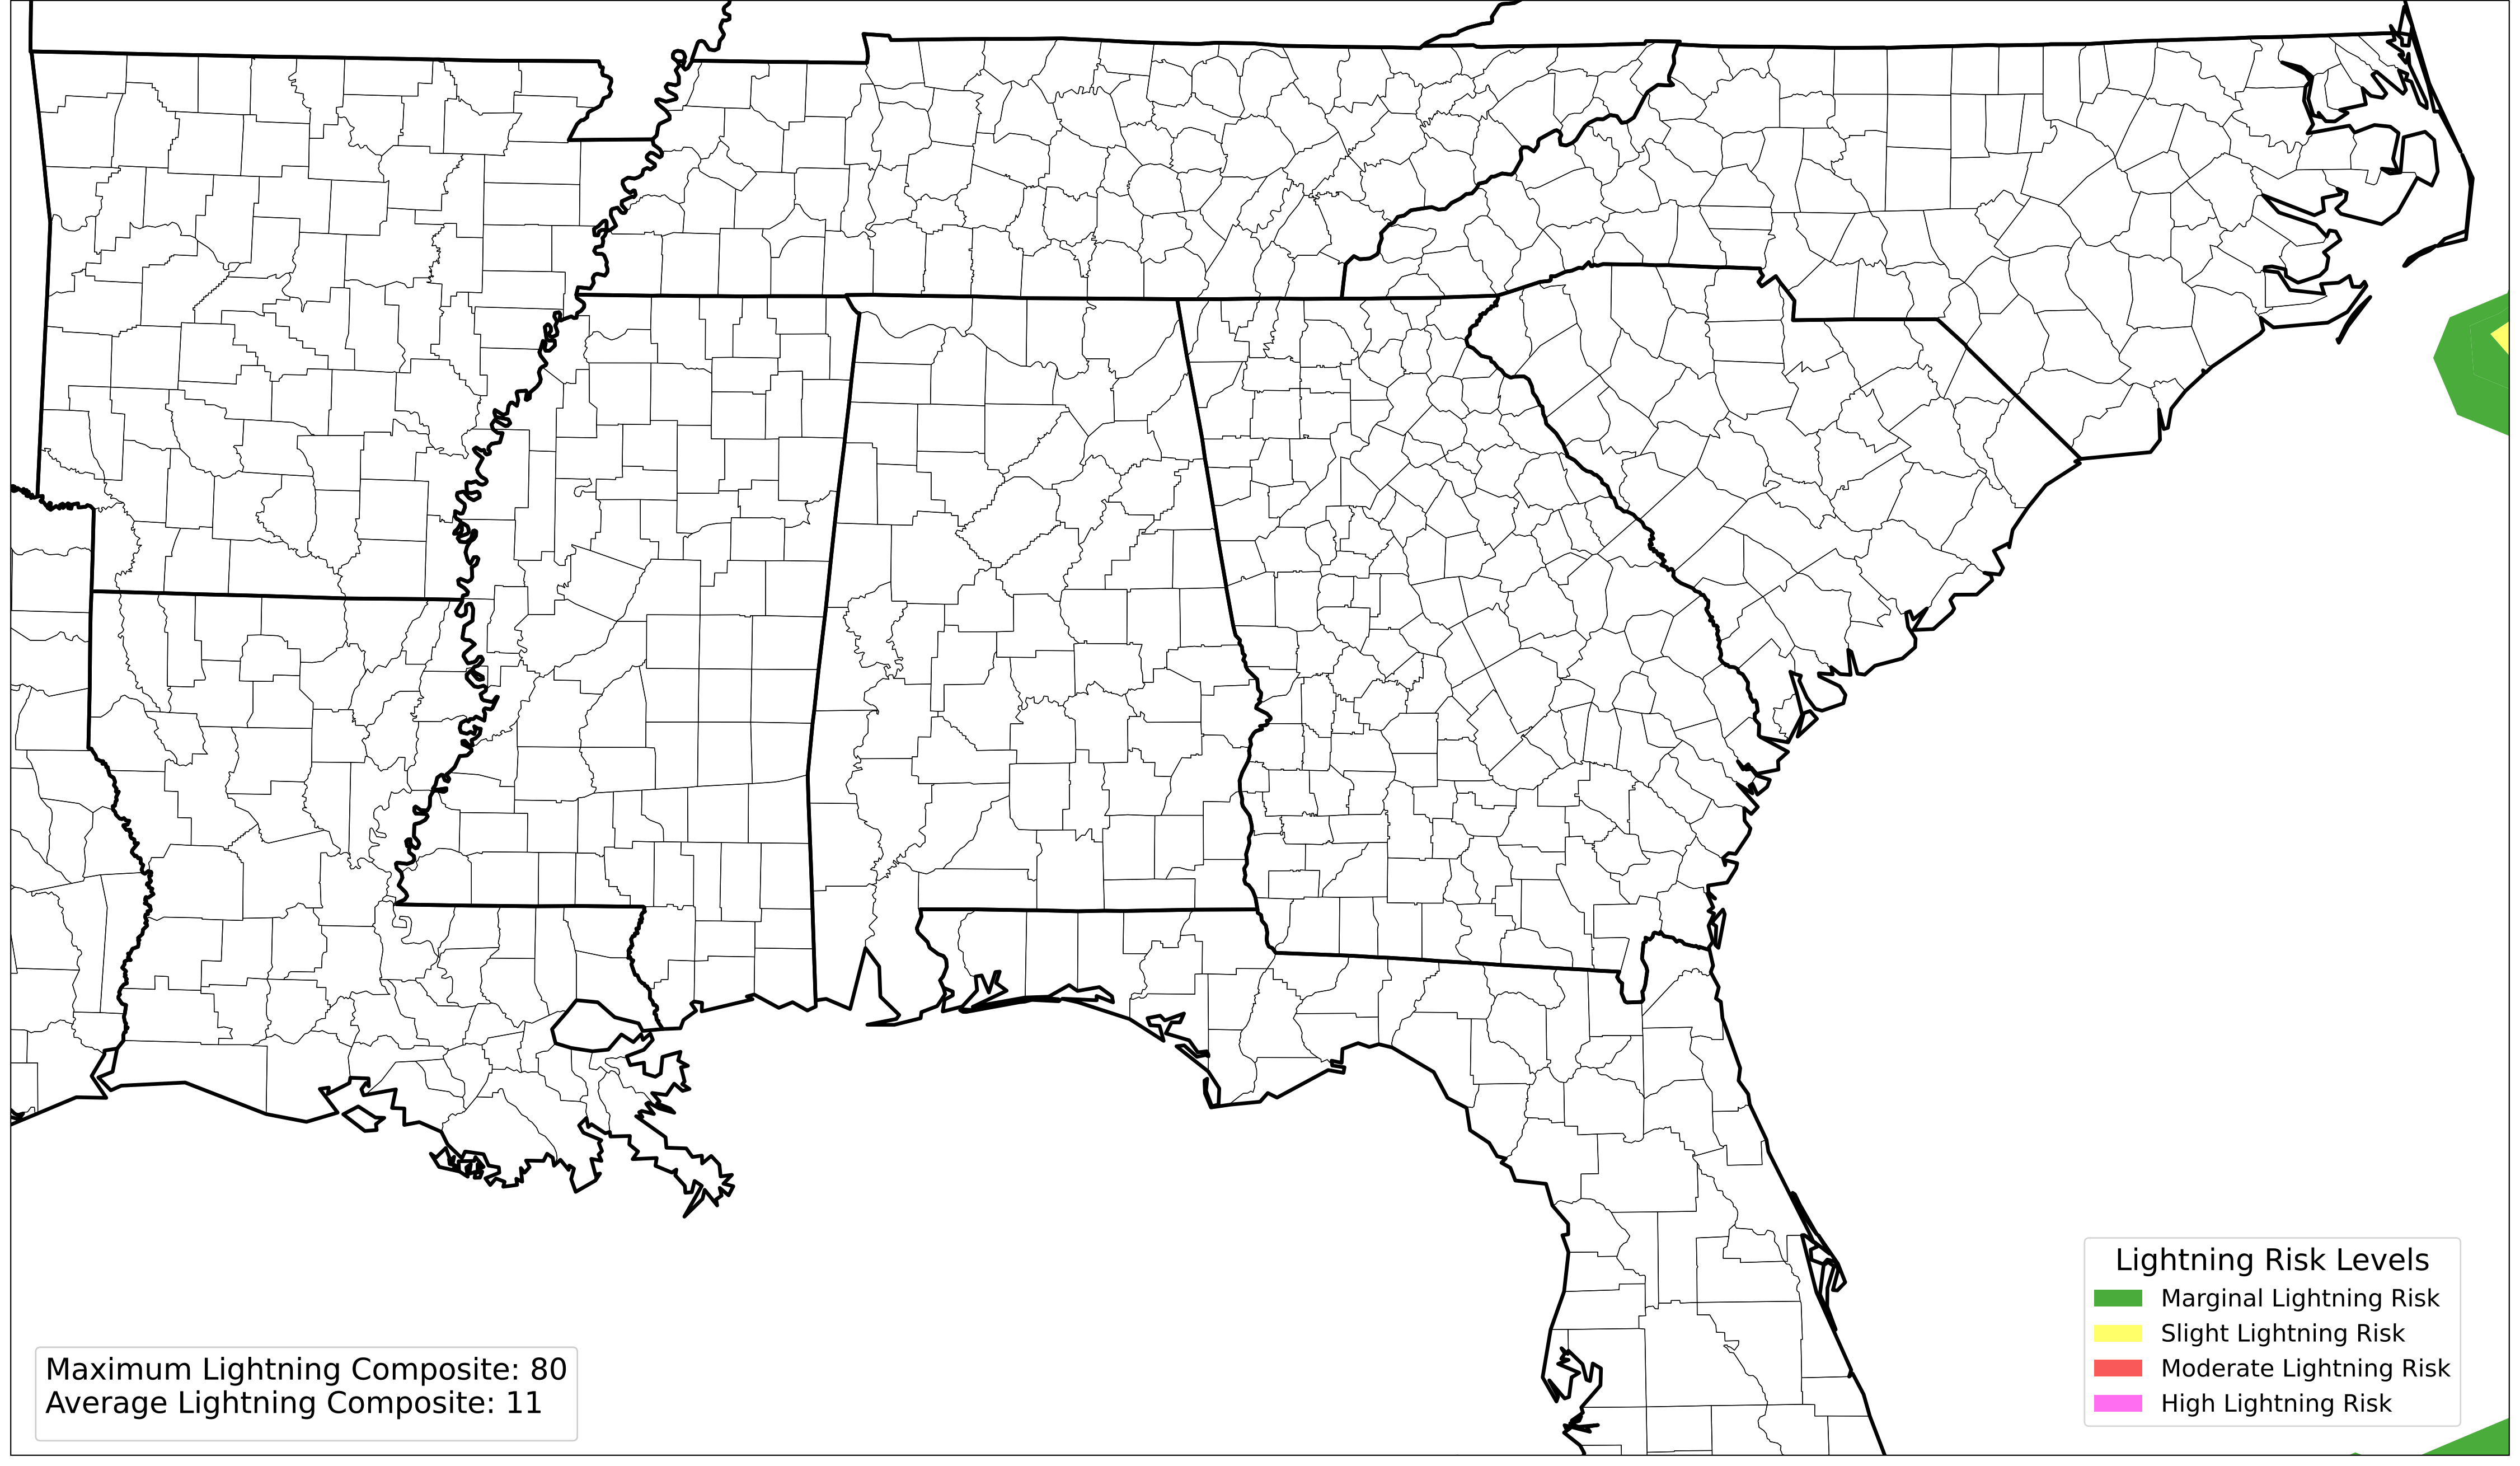 Lightning Risk Levels
Marginal Lightning Risk
Slight Lightning Risk
Moderate Lightning Risk
High Lightning Risk
Maximum Lightning Composite: 80
Average Lightning Composite: 11